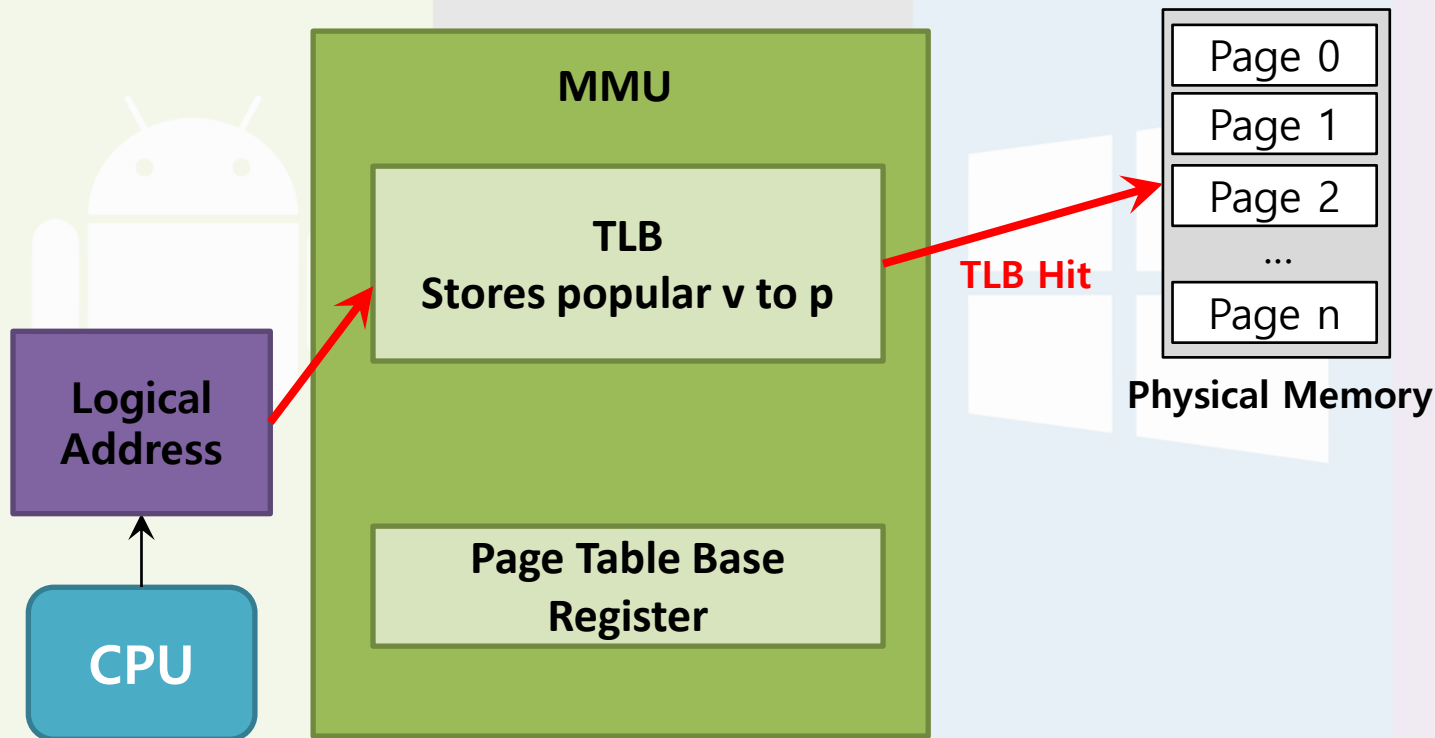 MMU
TLB
Stores popular v to p
Page Table Base
Register
Logical
Address
CPU
TLB Hit
Page 0
Page 1
Page 2
...
Page n
Physical Memory